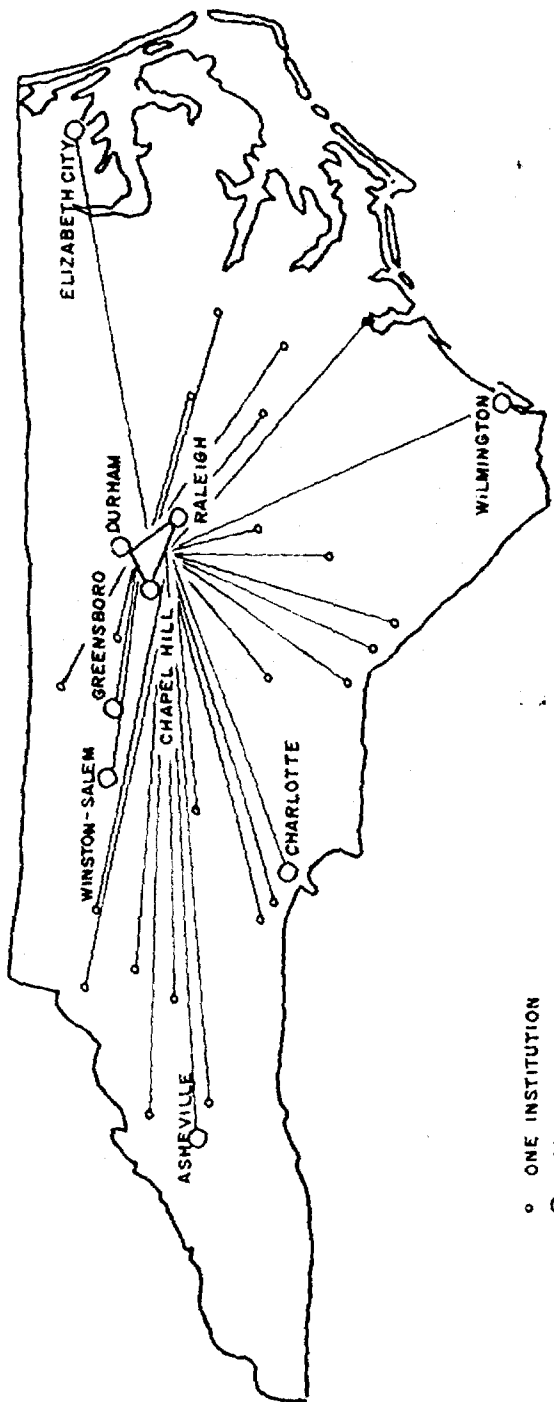 ELIZABETH CITY
DURHAM
RALEIGH
GREENSBORO
CHAPEL HILL
WINSTON-SALEM
WILMINGTON
CHARLOTTE
ASHEVILLE
ONE INSTITUTION